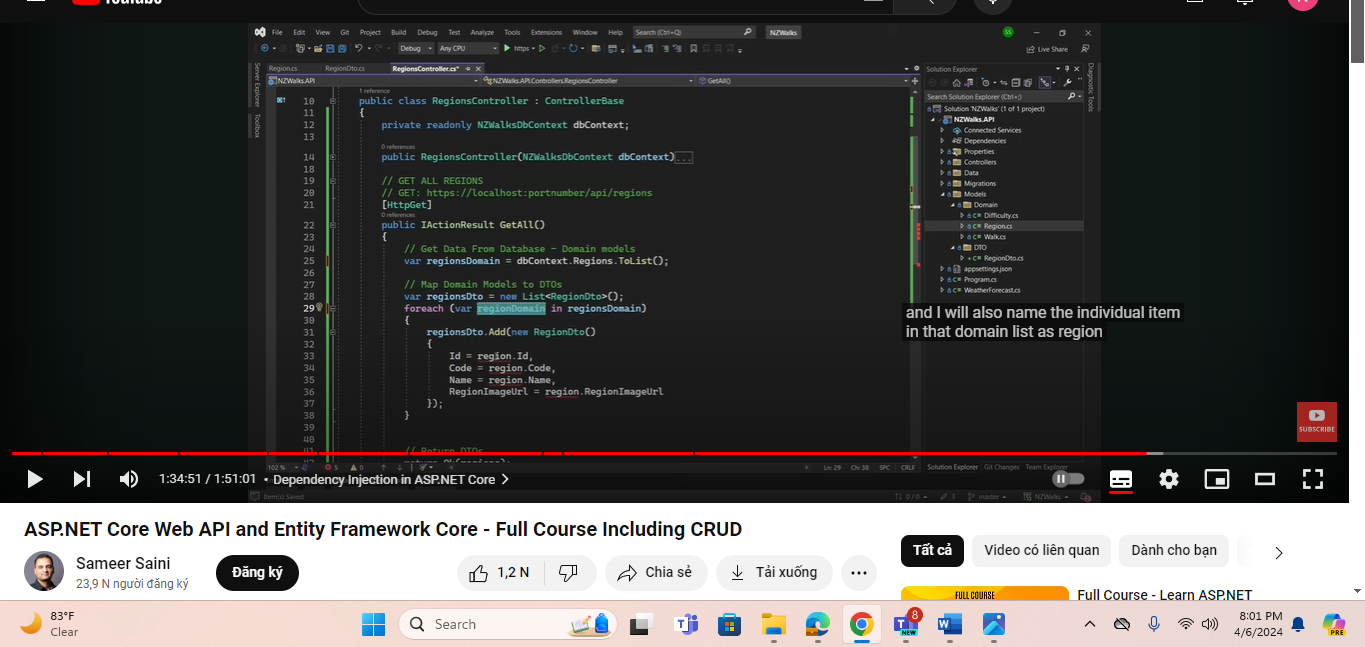 YouTube
File Edit View Git Project Build Debug Test Analyze Tools Extensions Window Help Search (Ctrl+Q) NZWalks SS
Debug Any CPU https Live Share
Region.cs RegionDto.cs RegionsController.cs*
NZWalks.API NZWalks.API.Controllers.RegionsController GetAll()
Server Explorer
Toolbox
1 reference
10 public class RegionsController : ControllerBase
11 {
12 private readonly NZWalksDbContext dbContext;
13
0 references
14 public RegionsController(NZWalksDbContext dbContext)...
18
19 // GET ALL REGIONS
20 // GET: https://localhost:portnumber/api/regions
21 [HttpGet]
0 references
22 public IActionResult GetAll()
23 {
24 // Get Data From Database - Domain models
25 var regionsDomain = dbContext.Regions.ToList();
26
27 // Map Domain Models to DTOs
28 var regionsDto = new List<RegionDto>();
29 foreach (var regionDomain in regionsDomain)
30 {
31 regionsDto.Add(new RegionDto()
32 {
33 Id = region.Id,
34 Code = region.Code,
35 Name = region.Name,
36 RegionImageUrl = region.RegionImageUrl
37 });
38 }
39
40
41 // Return DTOs
42 return Ok(regions);
102 % 5 0 Ln: 29 Ch: 38 SPC CRLF
Item(s) Saved
Solution Explorer
Search Solution Explorer (Ctrl+;)
Solution 'NZWalks' (1 of 1 project)
NZWalks.API
Connected Services
Dependencies
Properties
Controllers
Data
Migrations
Models
Domain
Difficulty.cs
Region.cs
Walk.cs
DTO
RegionDto.cs
appsettings.json
Program.cs
WeatherForecast.cs
Diagnostic Tools
Solution Explorer Git Changes Team Explorer
0 / 0 3 master NZWalks
and I will also name the individual item
in that domain list as region
SUBSCRIBE
1:34:51 / 1:51:01 • Dependency Injection in ASP.NET Core
ASP.NET Core Web API and Entity Framework Core - Full Course Including CRUD
Sameer Saini
23,9 N người đăng ký
Đăng ký
1,2 N
Chia sẻ
Tải xuống
Tất cả
Video có liên quan
Dành cho bạn
FULL COURSE
Full Course - Learn ASP.NET
83°F
Clear
Search
NEW
8
8:01 PM
4/6/2024
PRE